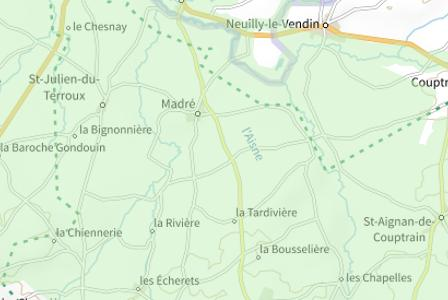 le Chesnay
Neuilly-le-Vendin
St-Julien-du-
Terroux
Madré
la Bignonnière
la Baroche Gondouin
l'Aisne
Couptr
la Rivière
la Tardivière
St-Aignan-de-
Couptrain
la Chiennerie
la Bousselière
les Écherets
les Chapelles